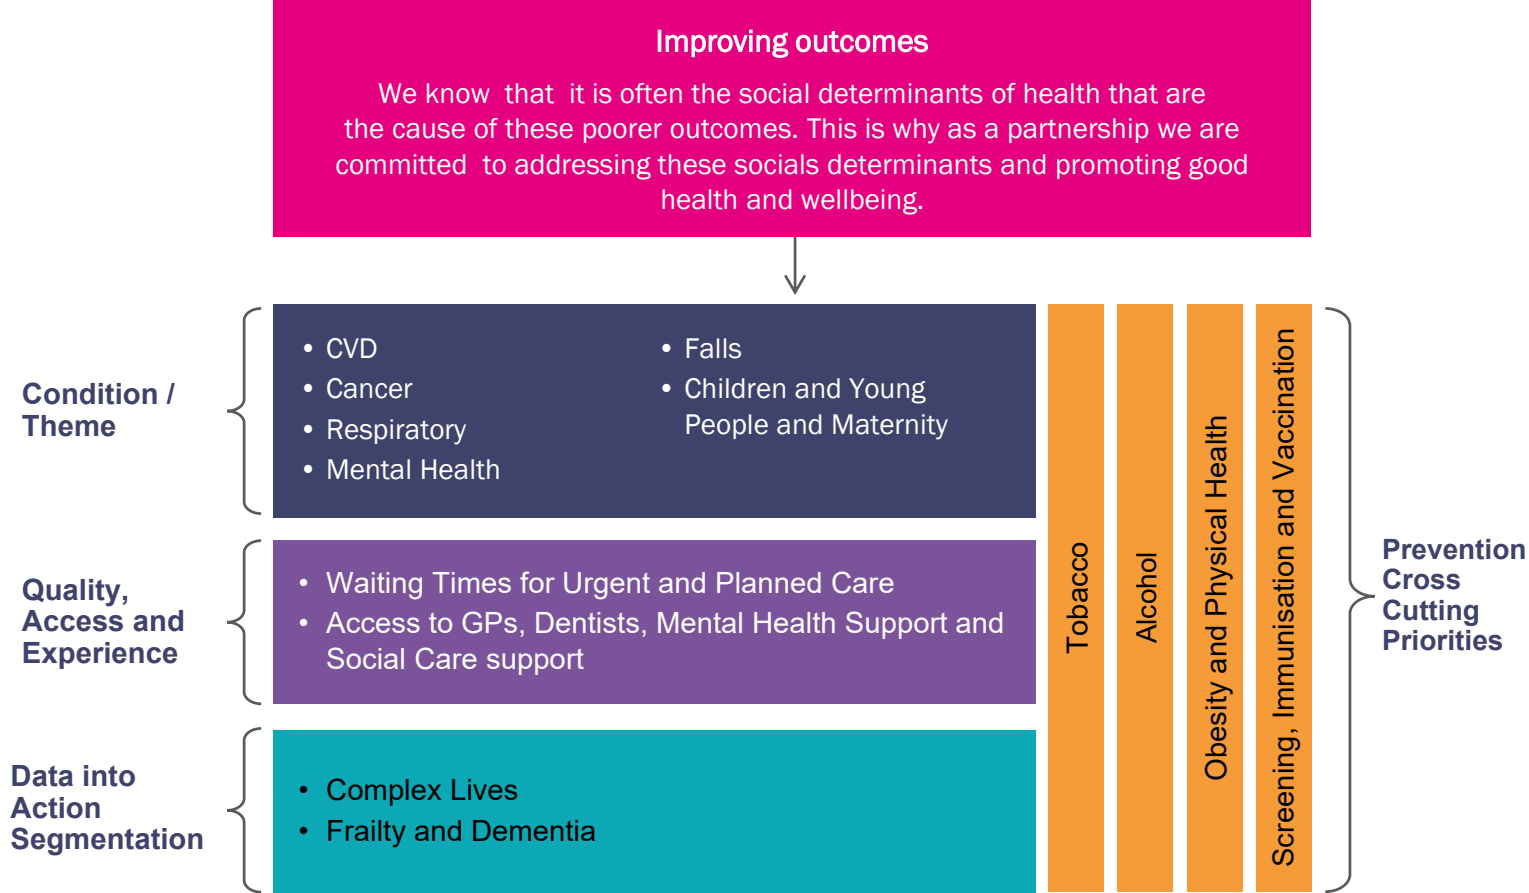 Improving outcomes
We know that it is often the social determinants of health that are
the cause of these poorer outcomes. This is why as a partnership we are
committed to addressing these socials determinants and promoting good
health and wellbeing.
Condition /
Theme
• CVD
• Cancer
• Respiratory
• Mental Health
• Falls
• Children and Young
People and Maternity
Quality,
Access and
Experience
• Waiting Times for Urgent and Planned Care
• Access to GPs, Dentists, Mental Health Support and
Social Care support
Data into
Action
Segmentation
• Complex Lives
• Frailty and Dementia
Tobacco
Alcohol
Obesity and Physical Health
Screening, Immunisation and Vaccination
Prevention
Cross
Cutting
Priorities